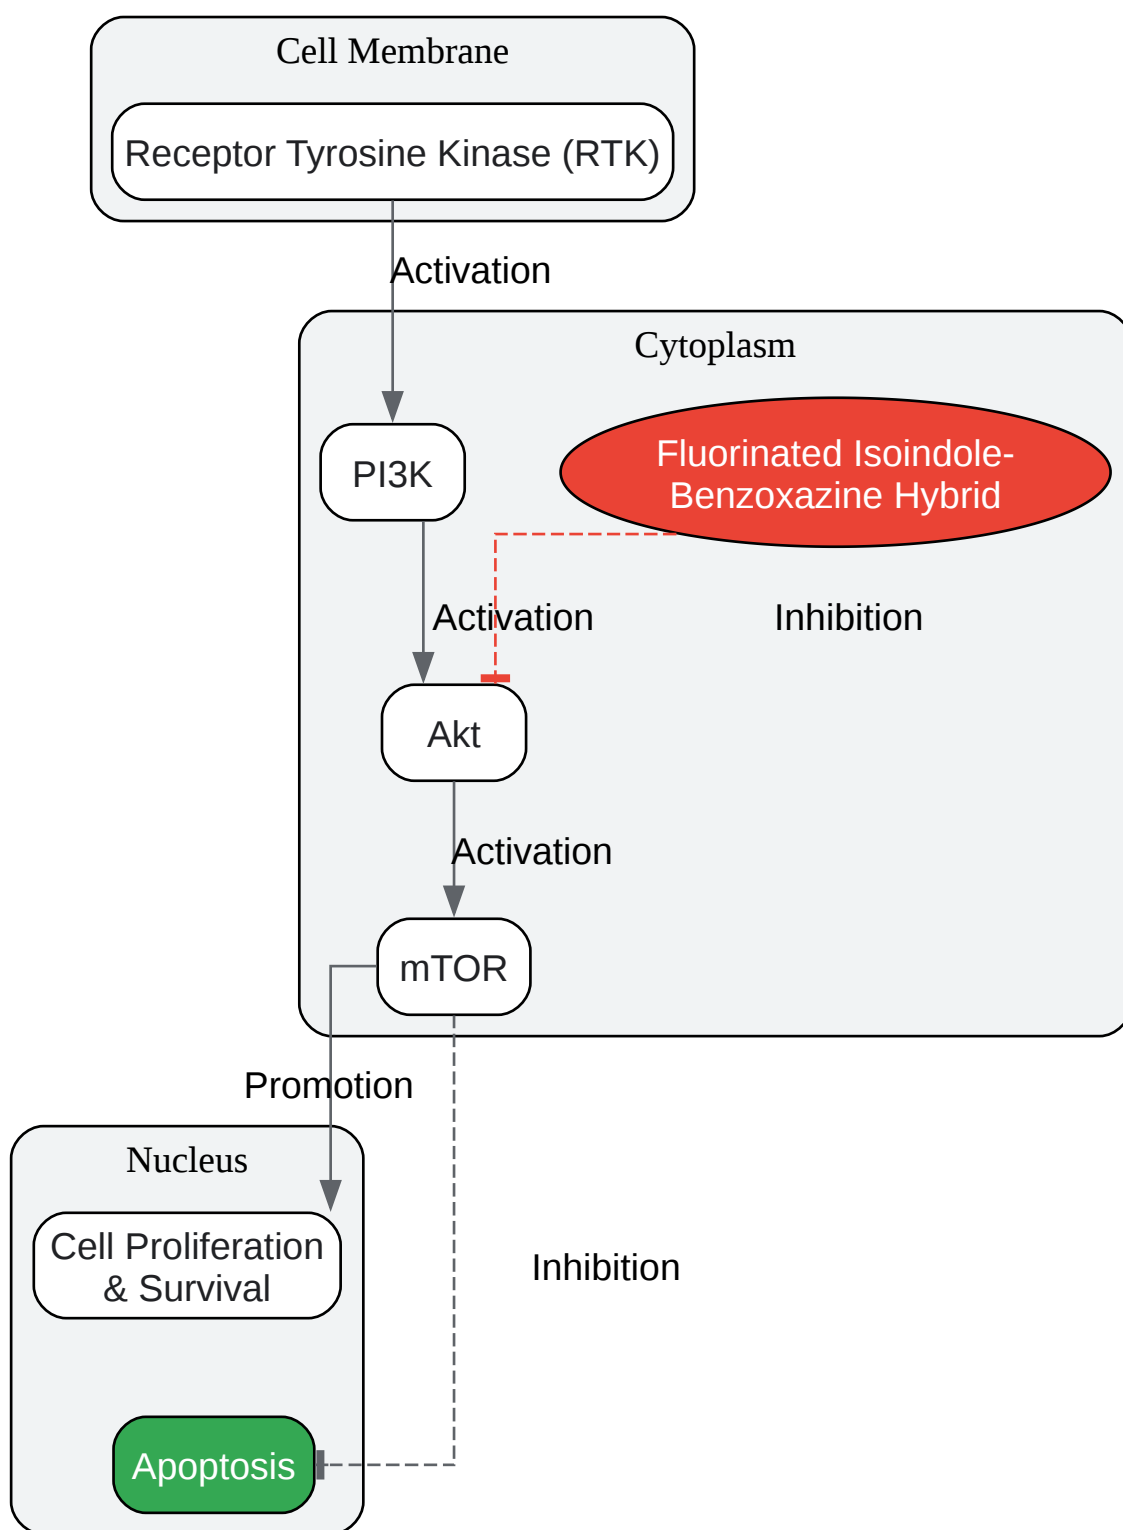 Cell Membrane
Receptor Tyrosine Kinase (RTK)
Activation
Cytoplasm
PI3K
Fluorinated Isoindole-
Benzoxazine Hybrid
Activation
Inhibition
Akt
Activation
mTOR
Promotion
Nucleus
Cell Proliferation
& Survival
Inhibition
Apoptosis